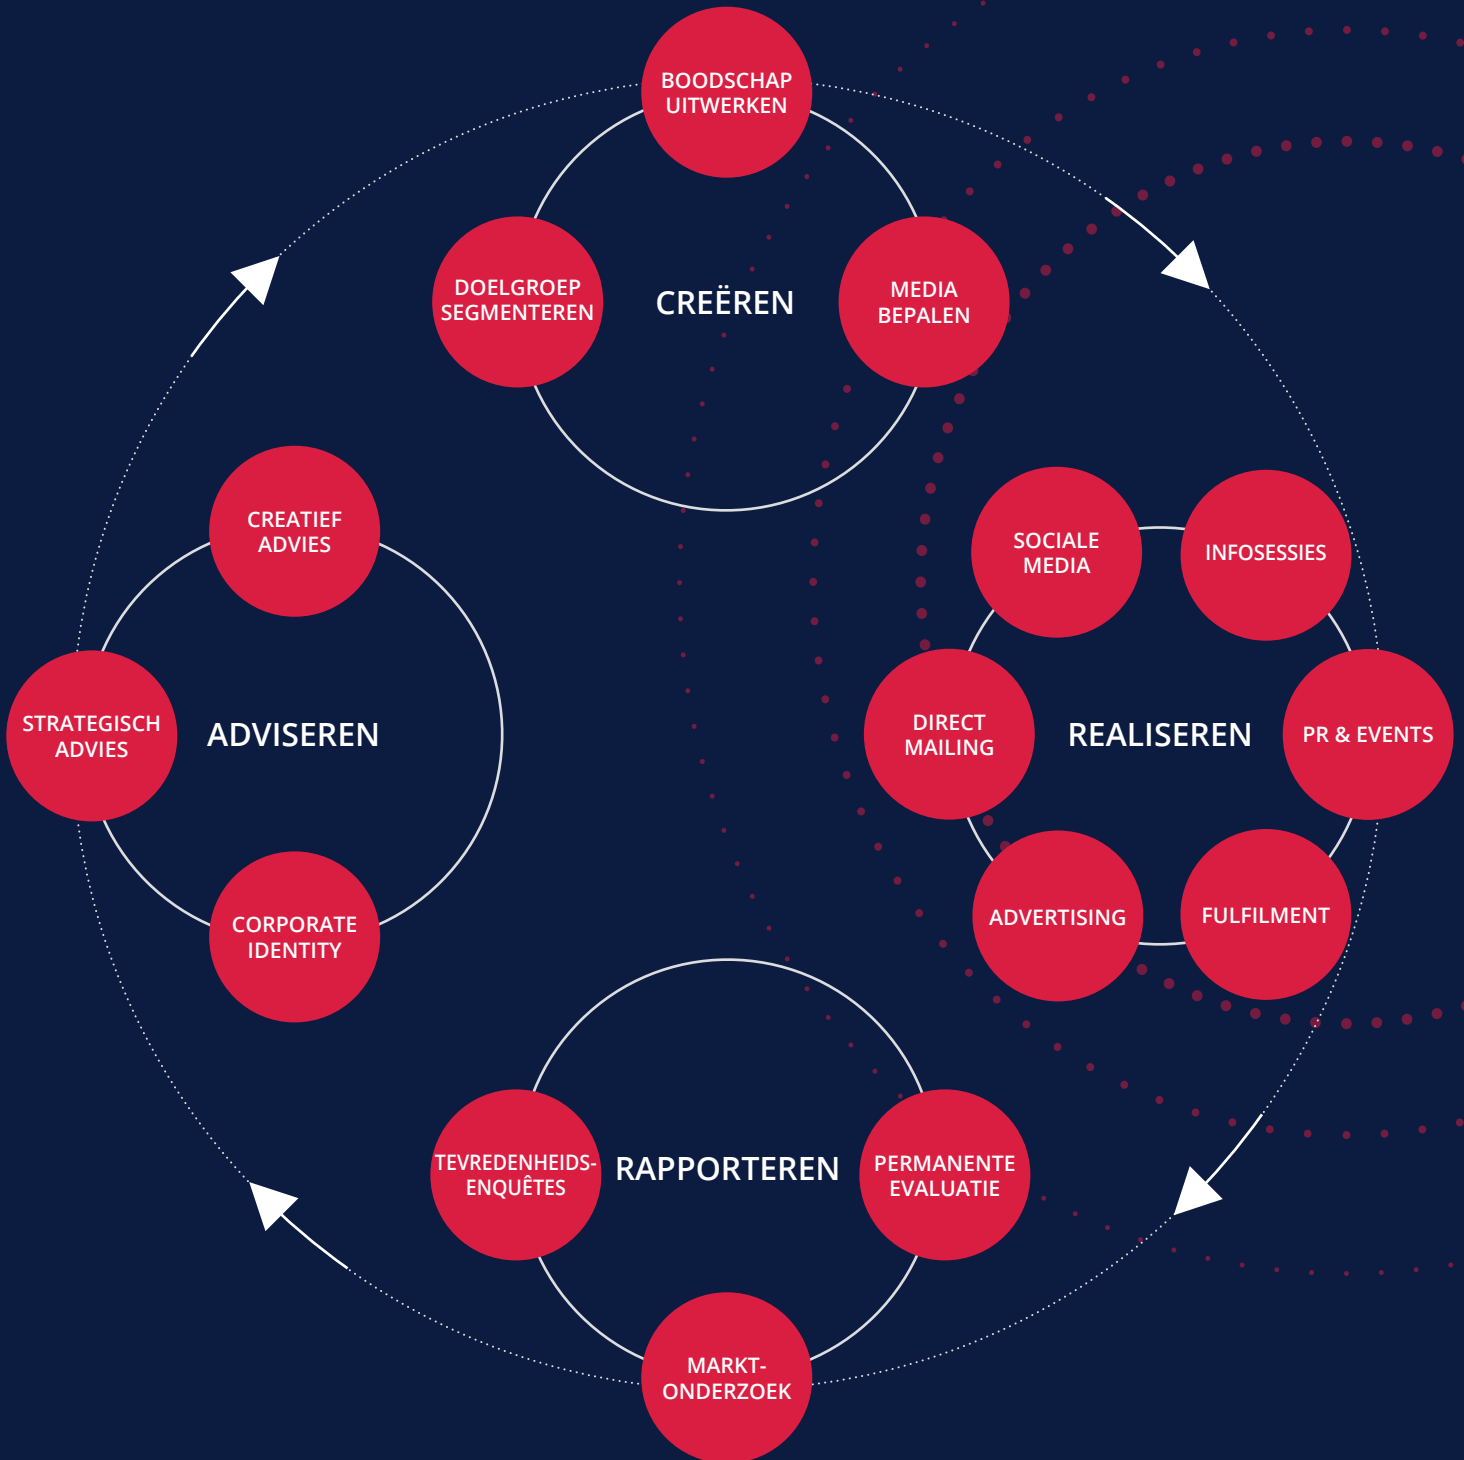 BOODSCHAP
UITWERKEN
DOELGROEP
SEGMENTEREN
CREËREN
MEDIA
BEPALEN
CREATIEF
ADVIES
STRATEGISCH
ADVIES
ADVISEREN
CORPORATE
IDENTITY
SOCIALE
MEDIA
INFOSESSIES
DIRECT
MAILING
REALISEREN
PR & EVENTS
ADVERTISING
FULFILMENT
TEVREDENHEIDS-
ENQUÊTES
RAPPORTEREN
PERMANENTE
EVALUATIE
MARKT-
ONDERZOEK